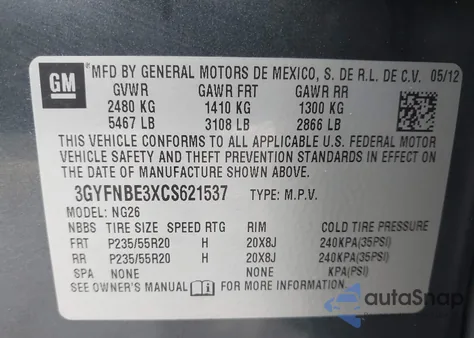 GM *MFD BY GENERAL MOTORS DE MEXICO, S. DE R.L. DE C.V. 05/12
GVWR GAWR FRT GAWR RR
2480 KG 1410 KG 1300 KG
5467 LB 3108 LB 2866 LB
THIS VEHICLE CONFORMS TO ALL APPLICABLE U.S. FEDERAL MOTOR
VEHICLE SAFETY AND THEFT PREVENTION STANDARDS IN EFFECT ON
THE DATE OF MANUFACTURE SHOWN ABOVE.
3GYFNBE3XCS621537 TYPE: M.P.V.
MODEL: NG26
NBBS TIRE SIZE SPEED RTG RIM COLD TIRE PRESSURE
FRT P235/55R20 H 20X8J 240KPA(35PSI)
RR P235/55R20 H 20X8J 240KPA(35PSI)
SPA NONE NONE KPA(PSI)
SEE OWNER'S MANUAL i FOR MORE INFORMATION.
autoSnap